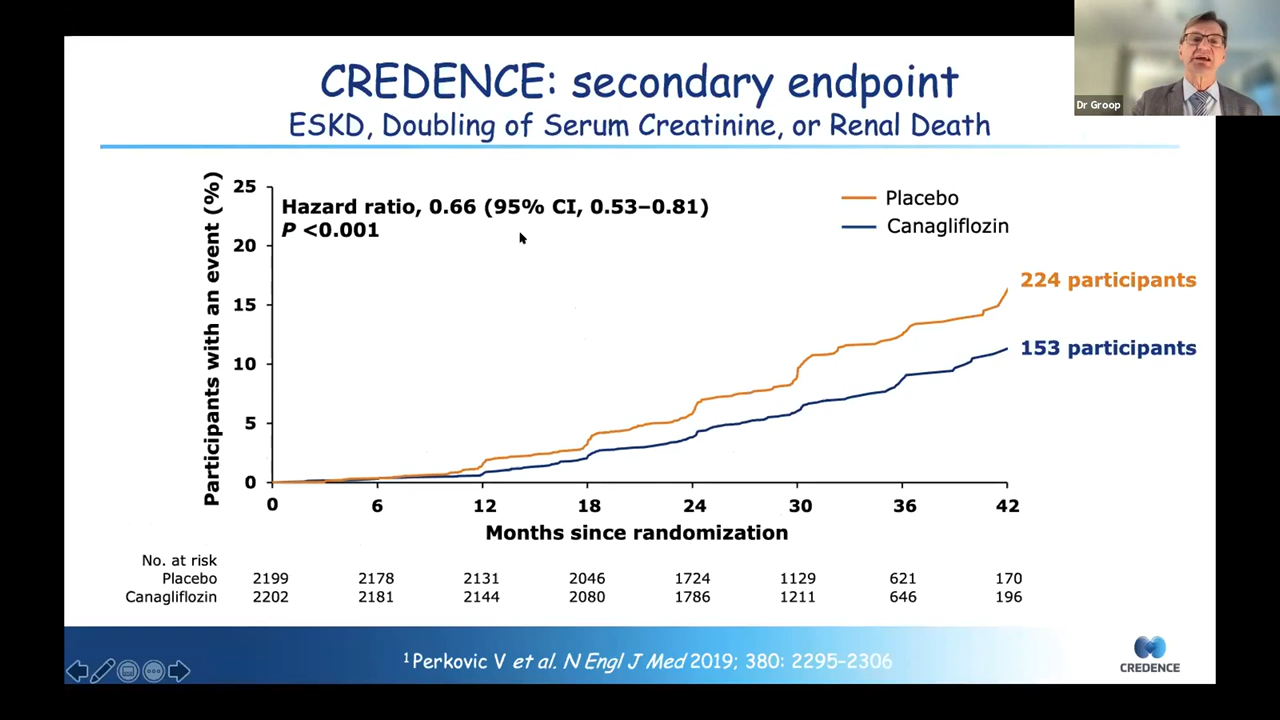 CREDENCE: secondary endpoint
ESKD, Doubling of Serum Creatinine, or Renal Death
Dr Groop
Participants with an event (%)
25
20
15
10
5
0
Hazard ratio, 0.66 (95% CI, 0.53–0.81)
P <0.001
Placebo
Canagliflozin
224 participants
153 participants
0 6 12 18 24 30 36 42
Months since randomization
No. at risk
Placebo 2199 2178 2131 2046 1724 1129 621 170
Canagliflozin 2202 2181 2144 2080 1786 1211 646 196
1Perkovic V et al. N Engl J Med 2019; 380: 2295–2306
CREDENCE